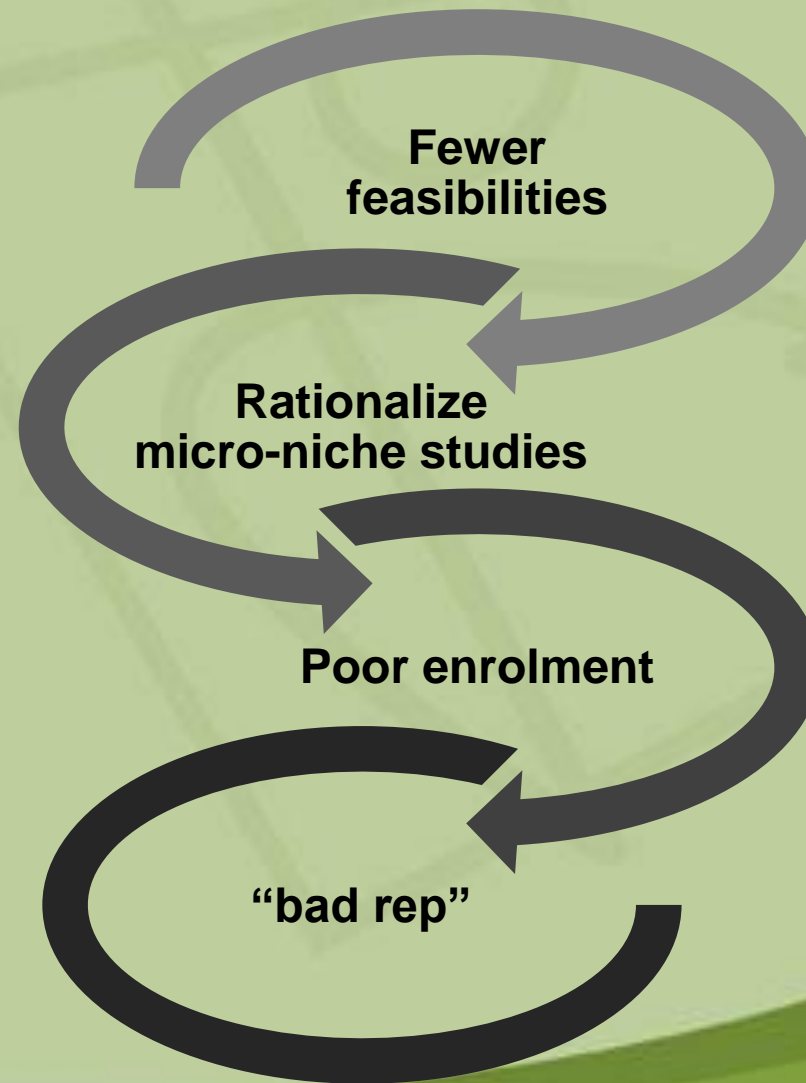 Fewer
feasibilities
Rationalize
micro-niche studies
Poor enrolment
“bad rep”